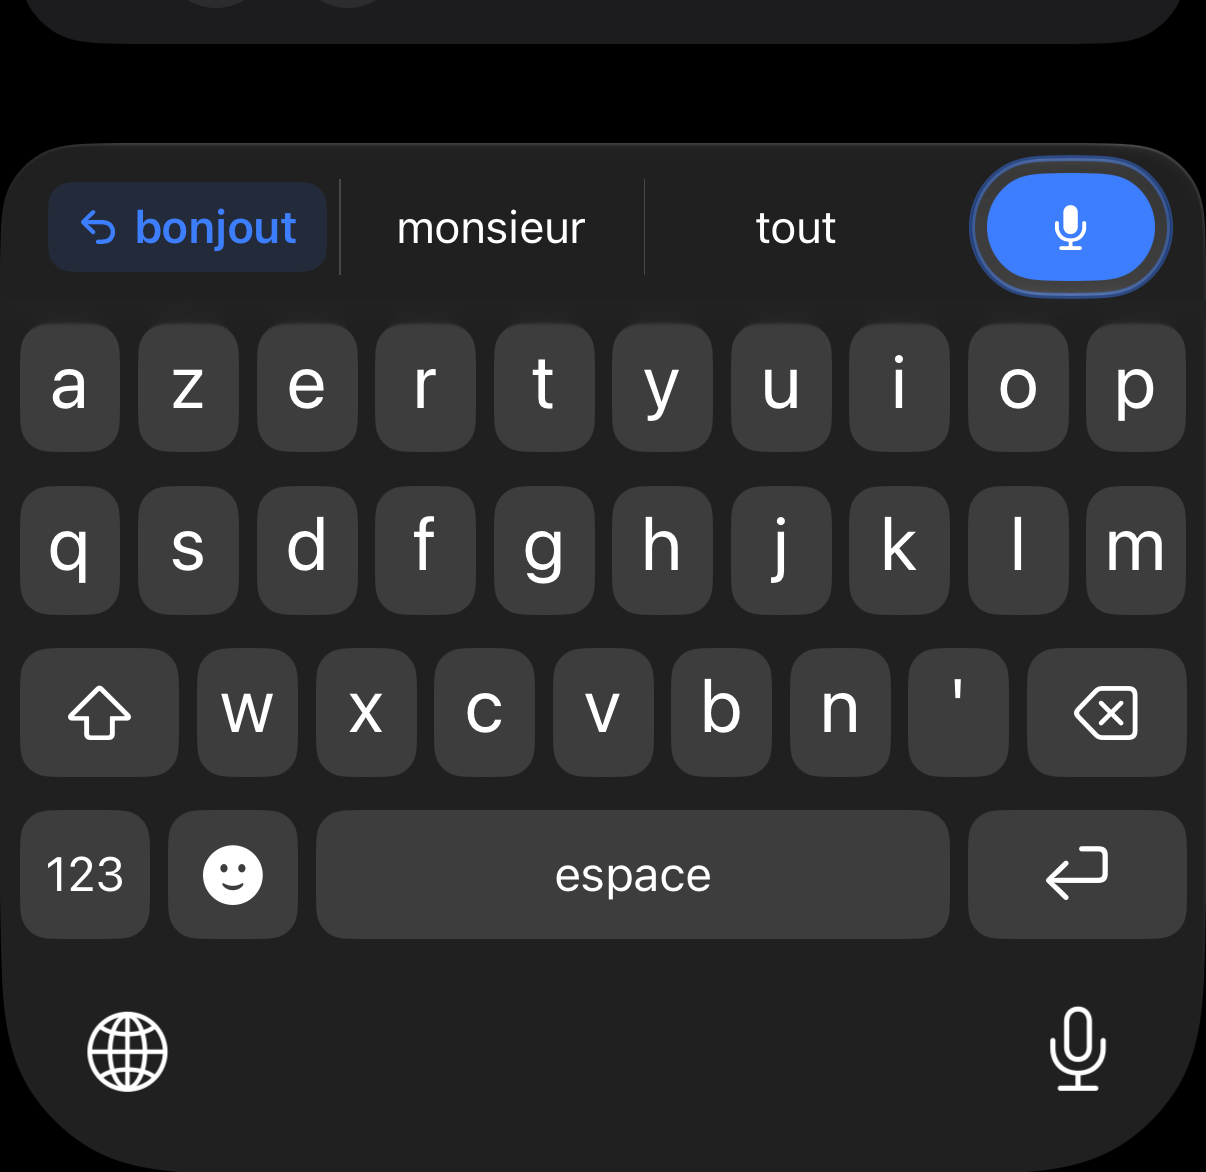 bonjout monsieur tout
a z e r t y u i o p
q s d f g h j k l m
w x c v b n '
123 espace